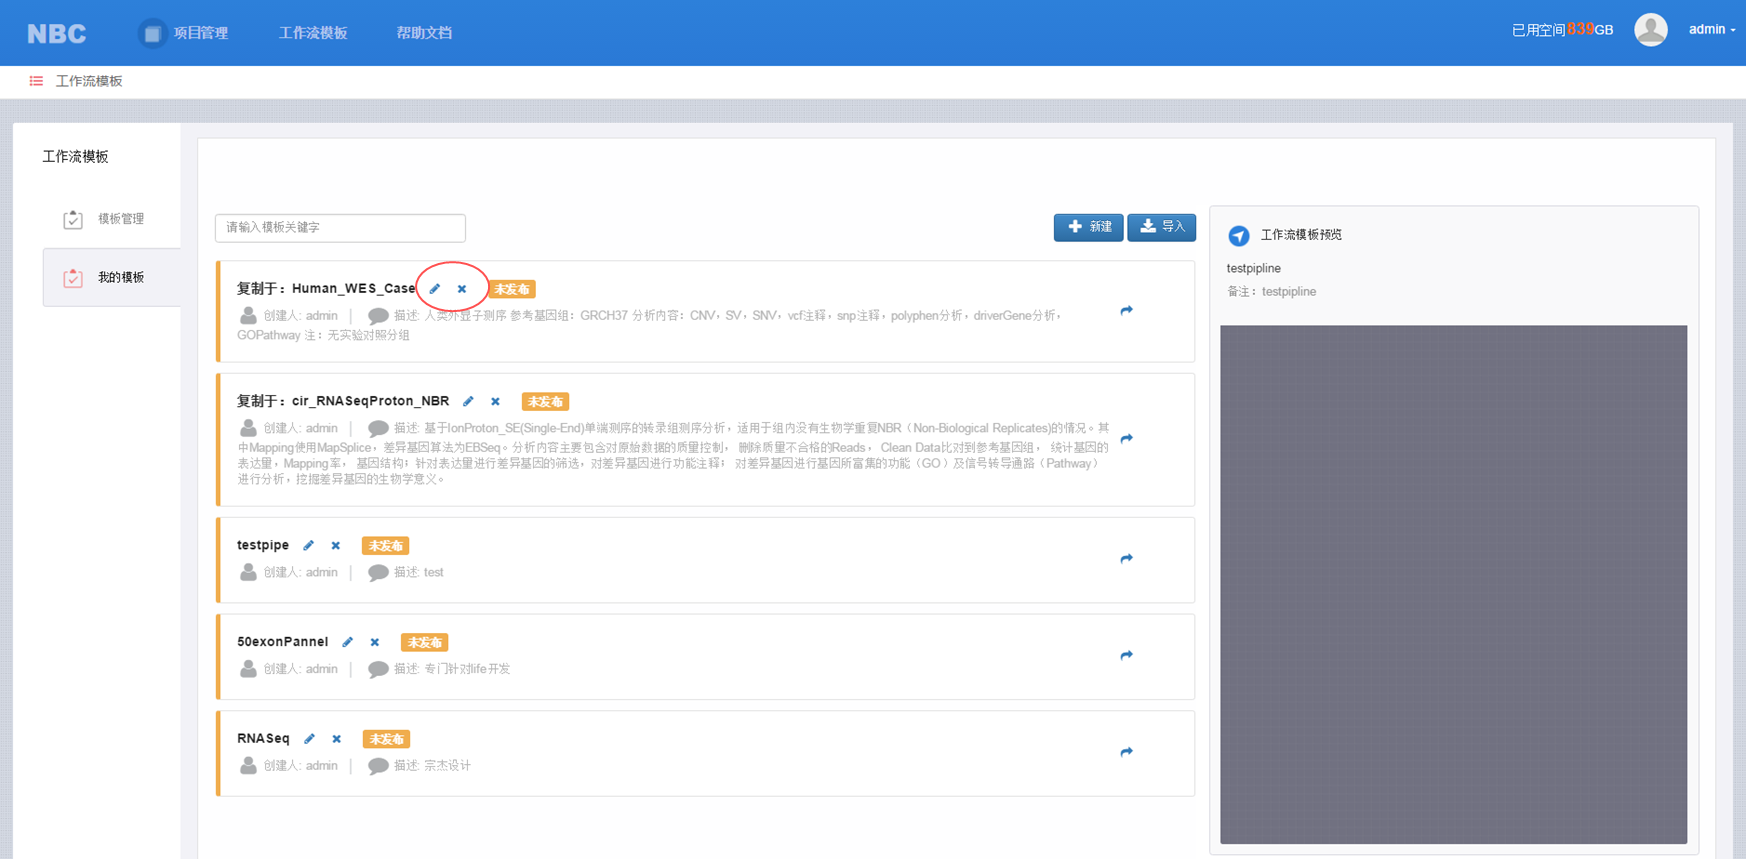 NBC 项目管理 工作流模板 帮助文档 已用空间839GB admin
工作流模板
工作流模板
模板管理
我的模板
请输入模板关键字 新建 导入
复制于：Human_WES_Case 未发布
创建人: admin | 描述: 人类外显子测序 参考基因组：GRCH37 分析内容：CNV，SV，SNV，vcf注释，snp注释，polyphen分析，driverGene分析，
GOPathway 注：无实验对照分组
复制于：cir_RNASeqProton_NBR 未发布
创建人: admin | 描述: 基于IonProton_SE(Single-End)单端测序的转录组测序分析，适用于组内没有生物学重复NBR（Non-Biological Replicates)的情况。其
中Mapping使用MapSplice，差异基因算法为EBSeq。分析内容主要包含对原始数据的质量控制， 删除质量不合格的Reads， Clean Data比对到参考基因组， 统计基因的
表达量，Mapping率， 基因结构；针对表达量进行差异基因的筛选，对差异基因进行功能注释； 对差异基因进行基因所富集的功能（GO）及信号转导通路（Pathway）
进行分析，挖掘差异基因的生物学意义。
testpipe 未发布
创建人: admin | 描述: test
50exonPannel 未发布
创建人: admin | 描述: 专门针对life开发
RNASeq 未发布
创建人: admin | 描述: 宗杰设计
工作流模板预览
testpipline
备注：testpipline